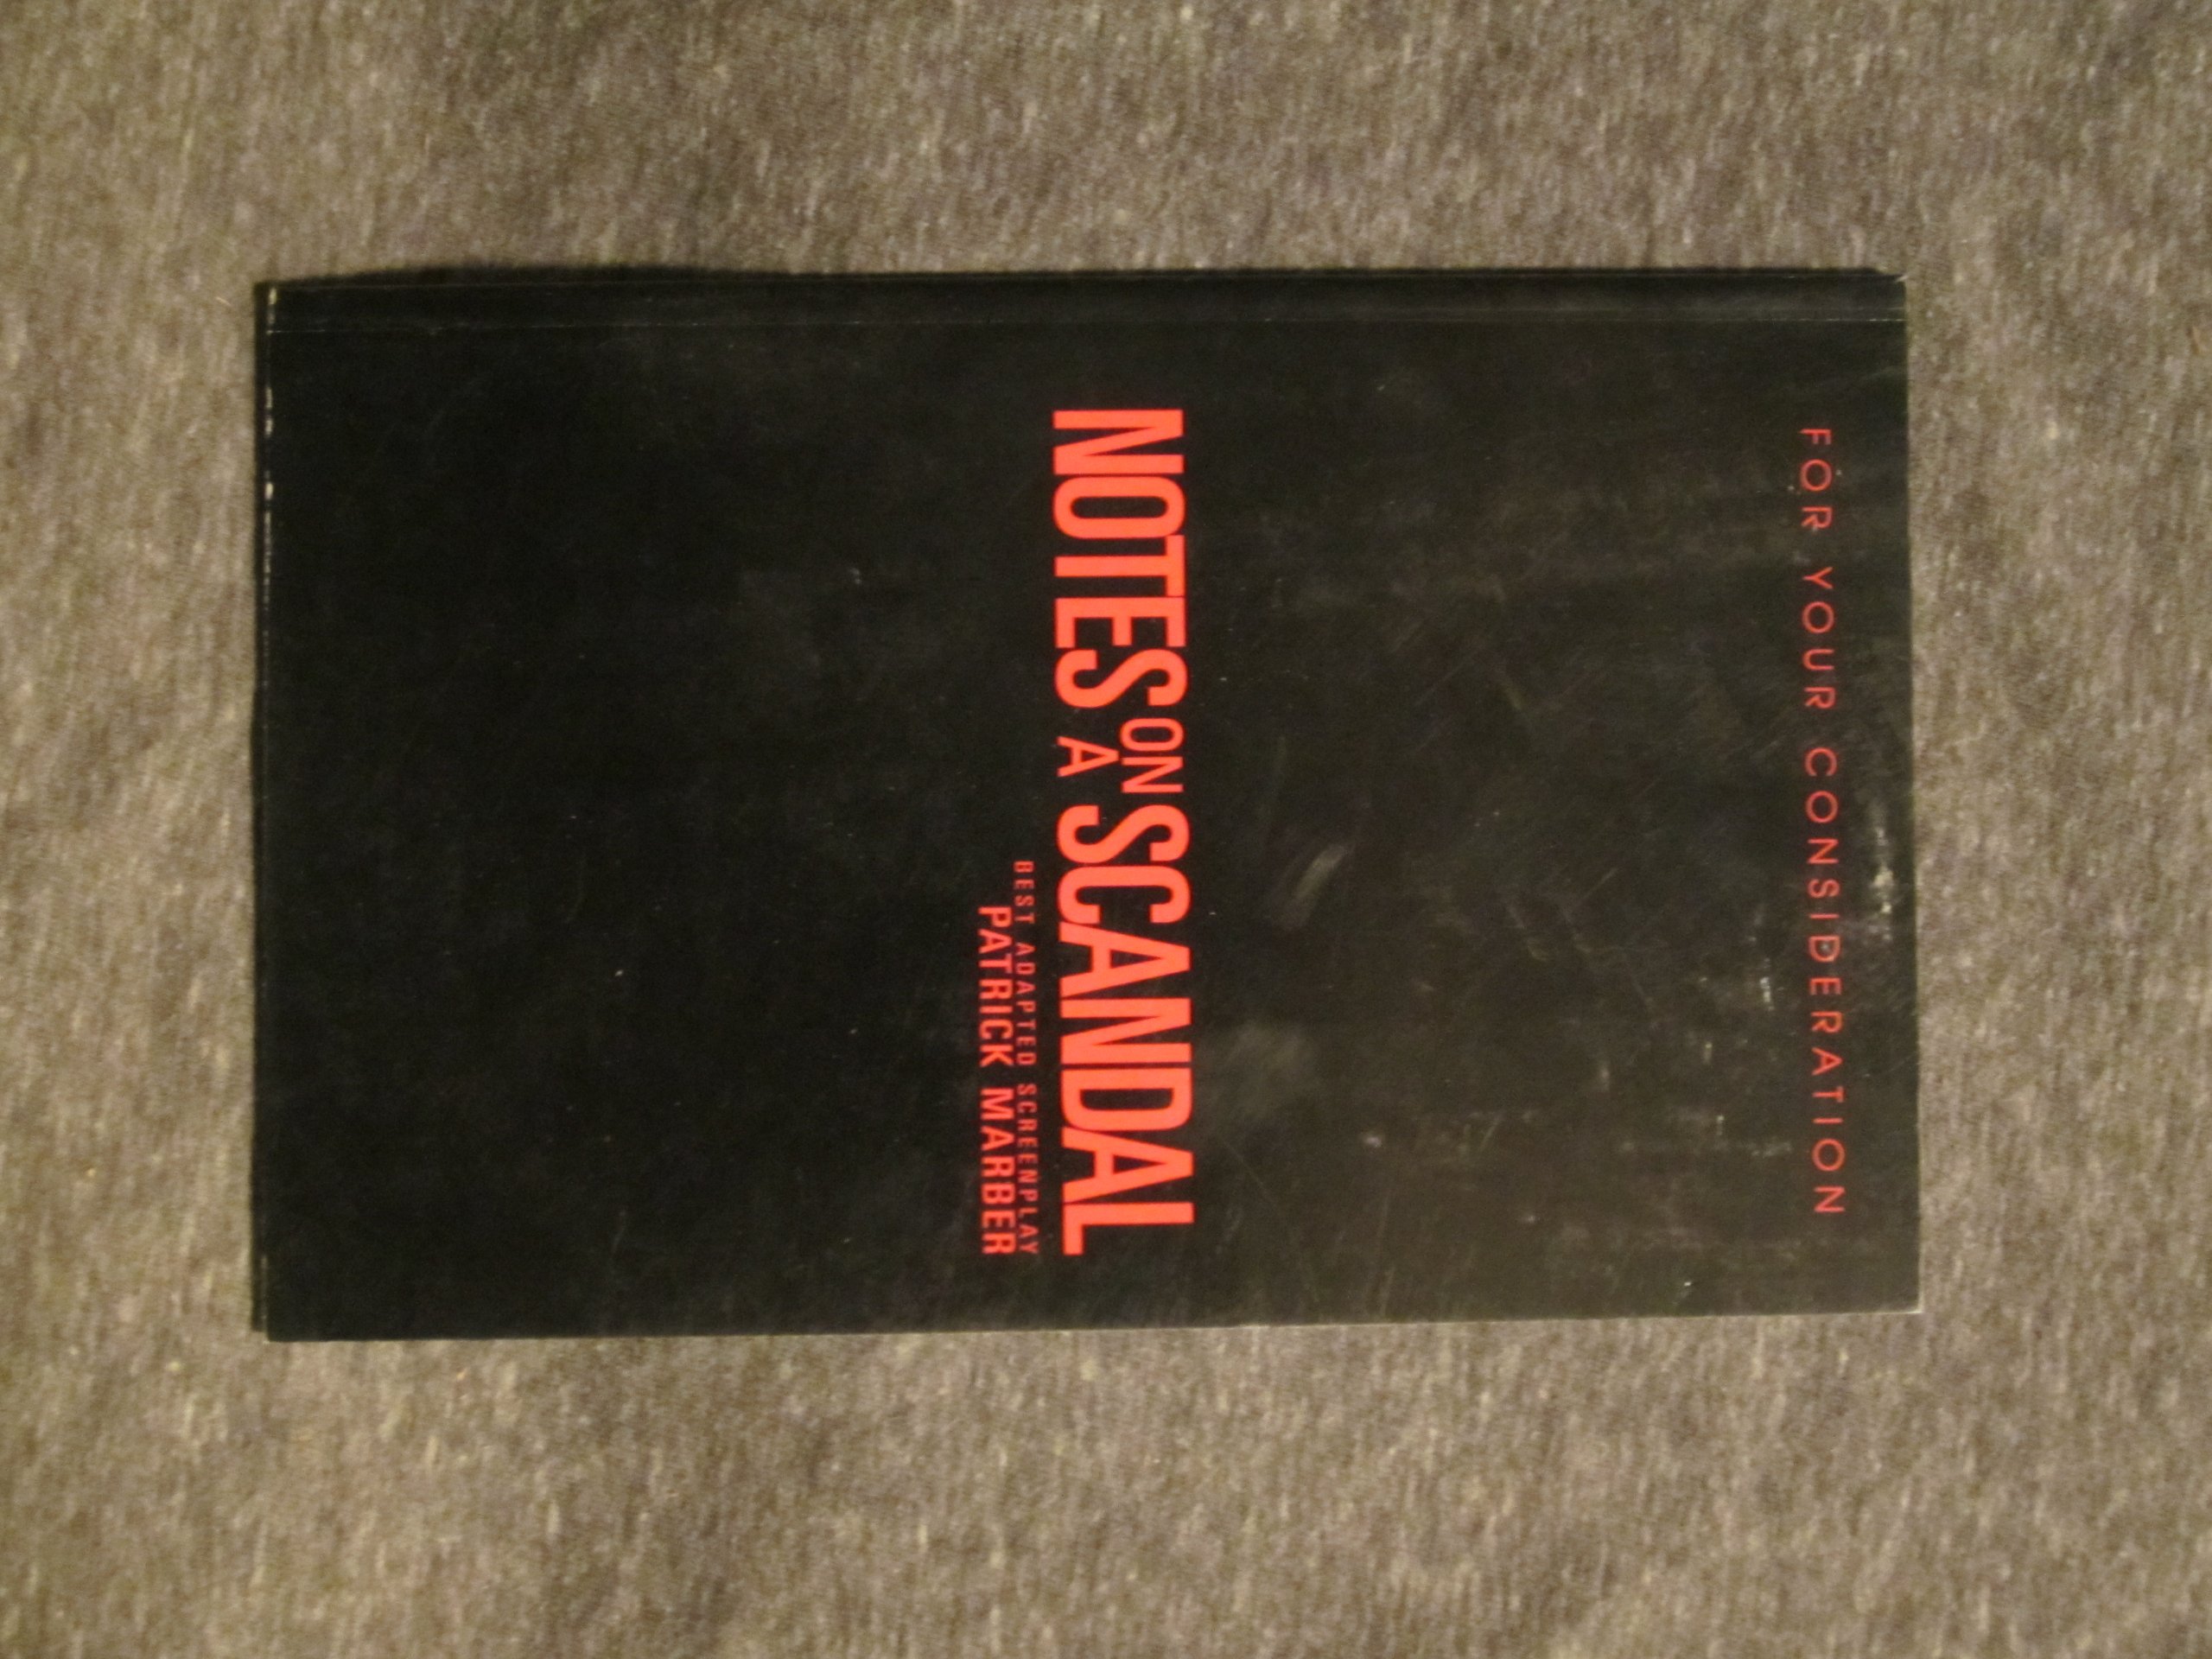 FOR YOUR CONSIDERATION
NOTES ON A SCANDAL
BEST ADAPTED SCREENPLAY
PATRICK MARBER